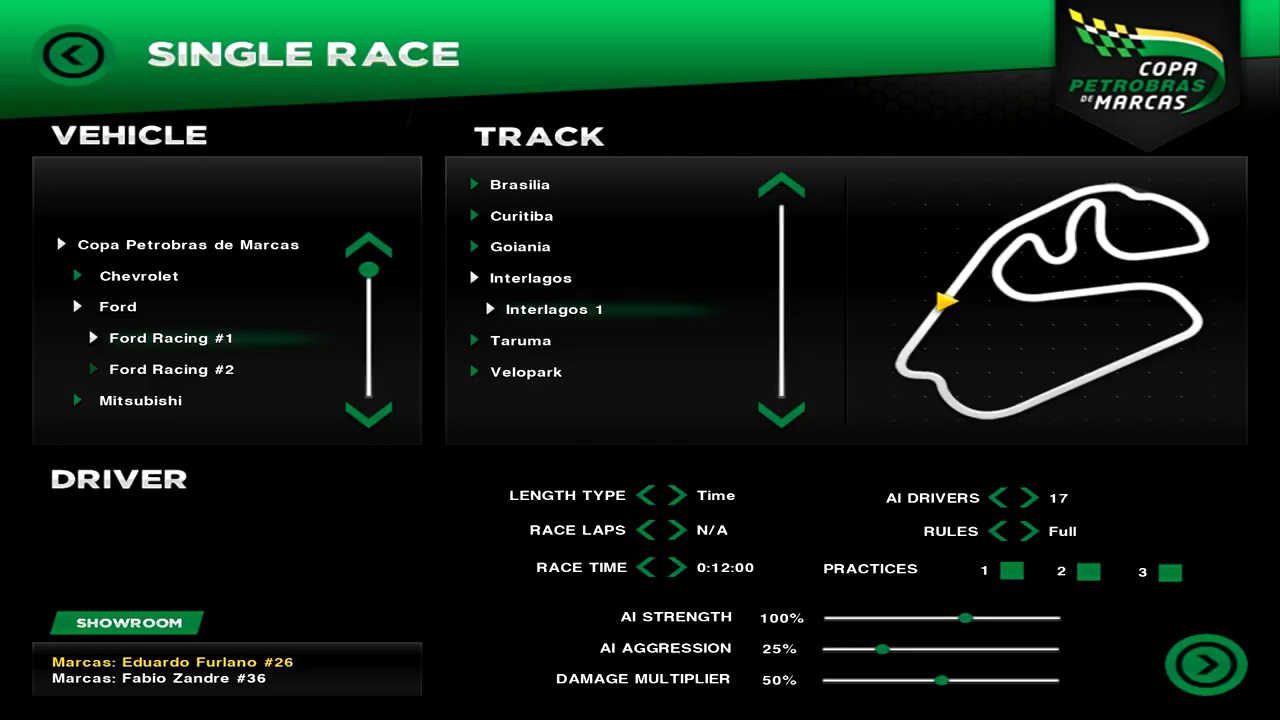 SINGLE RACE
COPA
PETROBRAS
DE MARCAS
VEHICLE
Copa Petrobras de Marcas
Chevrolet
Ford
Ford Racing #1
Ford Racing #2
Mitsubishi
TRACK
Brasilia
Curitiba
Goiania
Interlagos
Interlagos 1
Taruma
Velopark
DRIVER
SHOWROOM
Marcas: Eduardo Furlano #26
Marcas: Fabio Zandre #36
LENGTH TYPE Time
RACE LAPS N/A
RACE TIME 0:12:00
AI DRIVERS 17
RULES Full
PRACTICES 1 2 3
AI STRENGTH 100%
AI AGGRESSION 25%
DAMAGE MULTIPLIER 50%